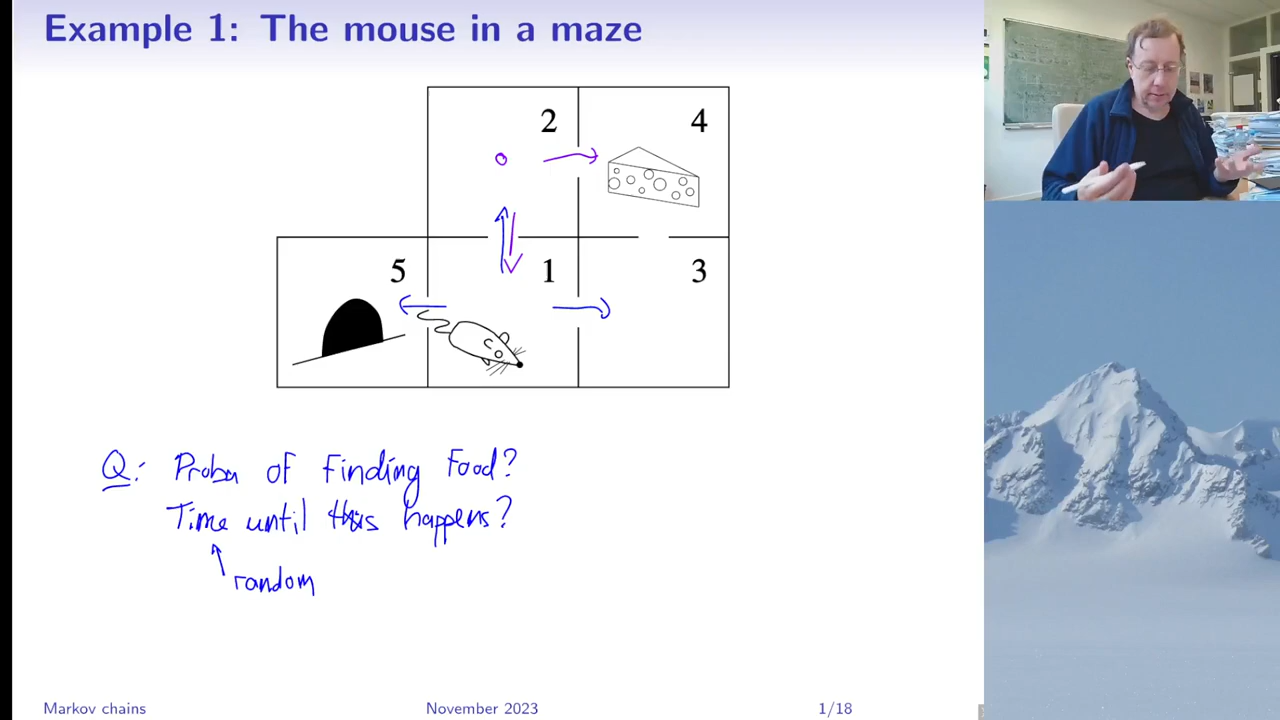 Example 1: The mouse in a maze
2
4
5
1
3
Q: Proba of finding food?
Time until this happens?
random
Markov chains
November 2023
1/18